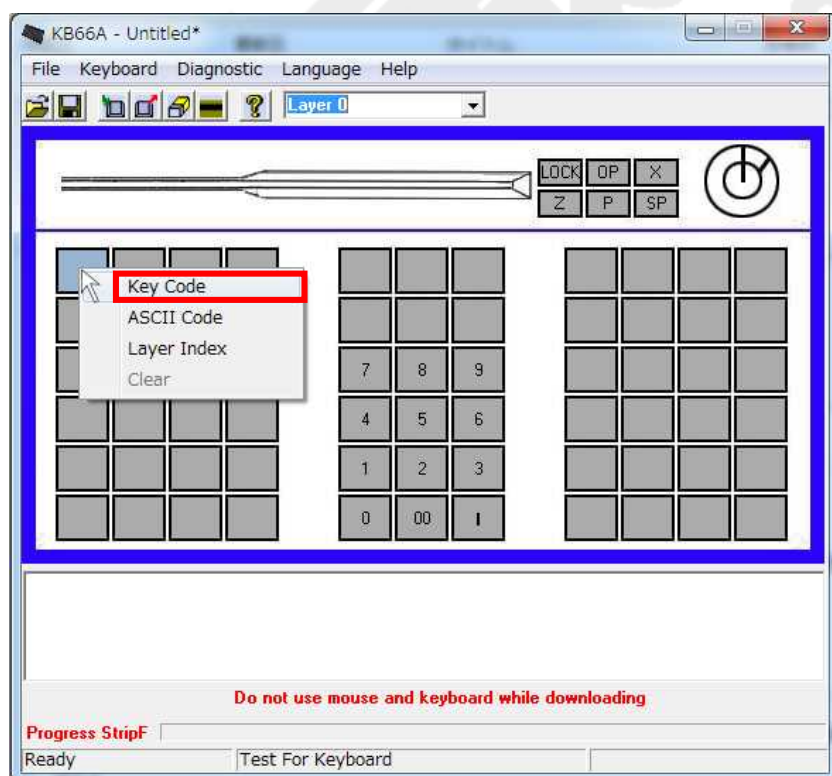 KB66A - Untitled*
File Keyboard Diagnostic Language Help
Layer 0
LOCK OP X
Z P SP
Key Code
ASCII Code
Layer Index
Clear
7 8 9
4 5 6
1 2 3
0 00
Do not use mouse and keyboard while downloading
Progress StripF
Ready Test For Keyboard